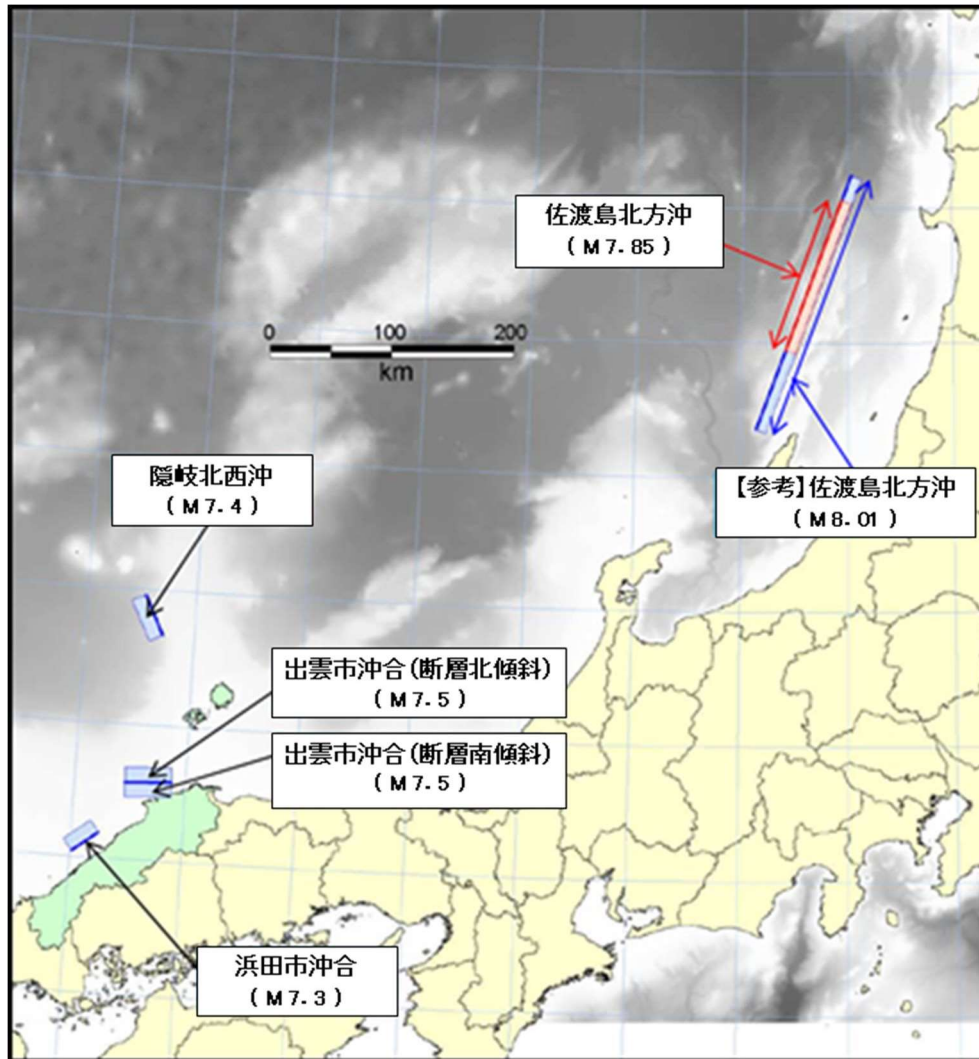 佐渡島北方沖
(M7.85)
0 100 200
km
隠岐北西沖
(M7.4)
【参考】佐渡島北方沖
(M8.01)
出雲市沖合(断層北傾斜)
(M7.5)
出雲市沖合(断層南傾斜)
(M7.5)
浜田市沖合
(M7.3)